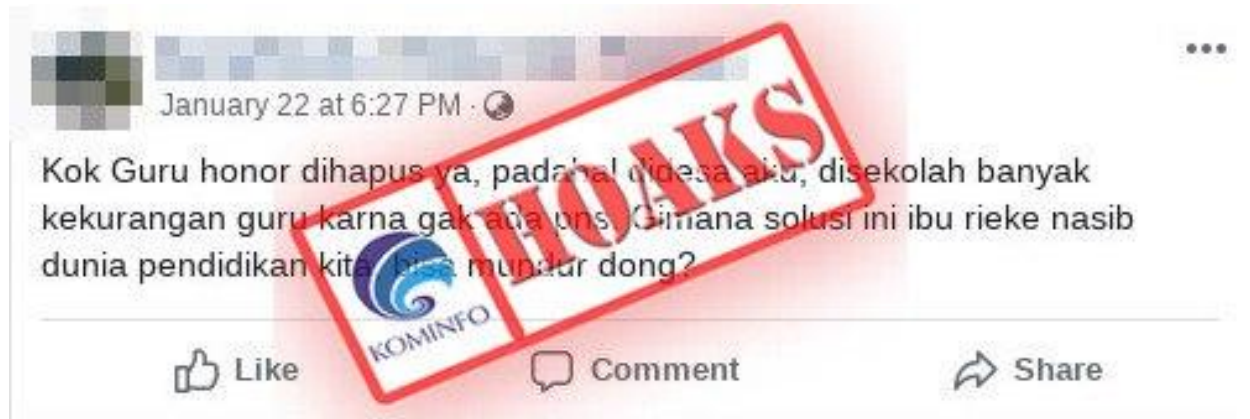 January 22 at 6:27 PM ·
Kok Guru honor dihapus ya, padahal didesa aku, disekolah banyak
kekurangan guru karna gak ada pns. Gimana solusi ini ibu rieke nasib
dunia pendidikan kita, bisa mundur dong?
HOAKS
KOMINFO
Like
Comment
Share